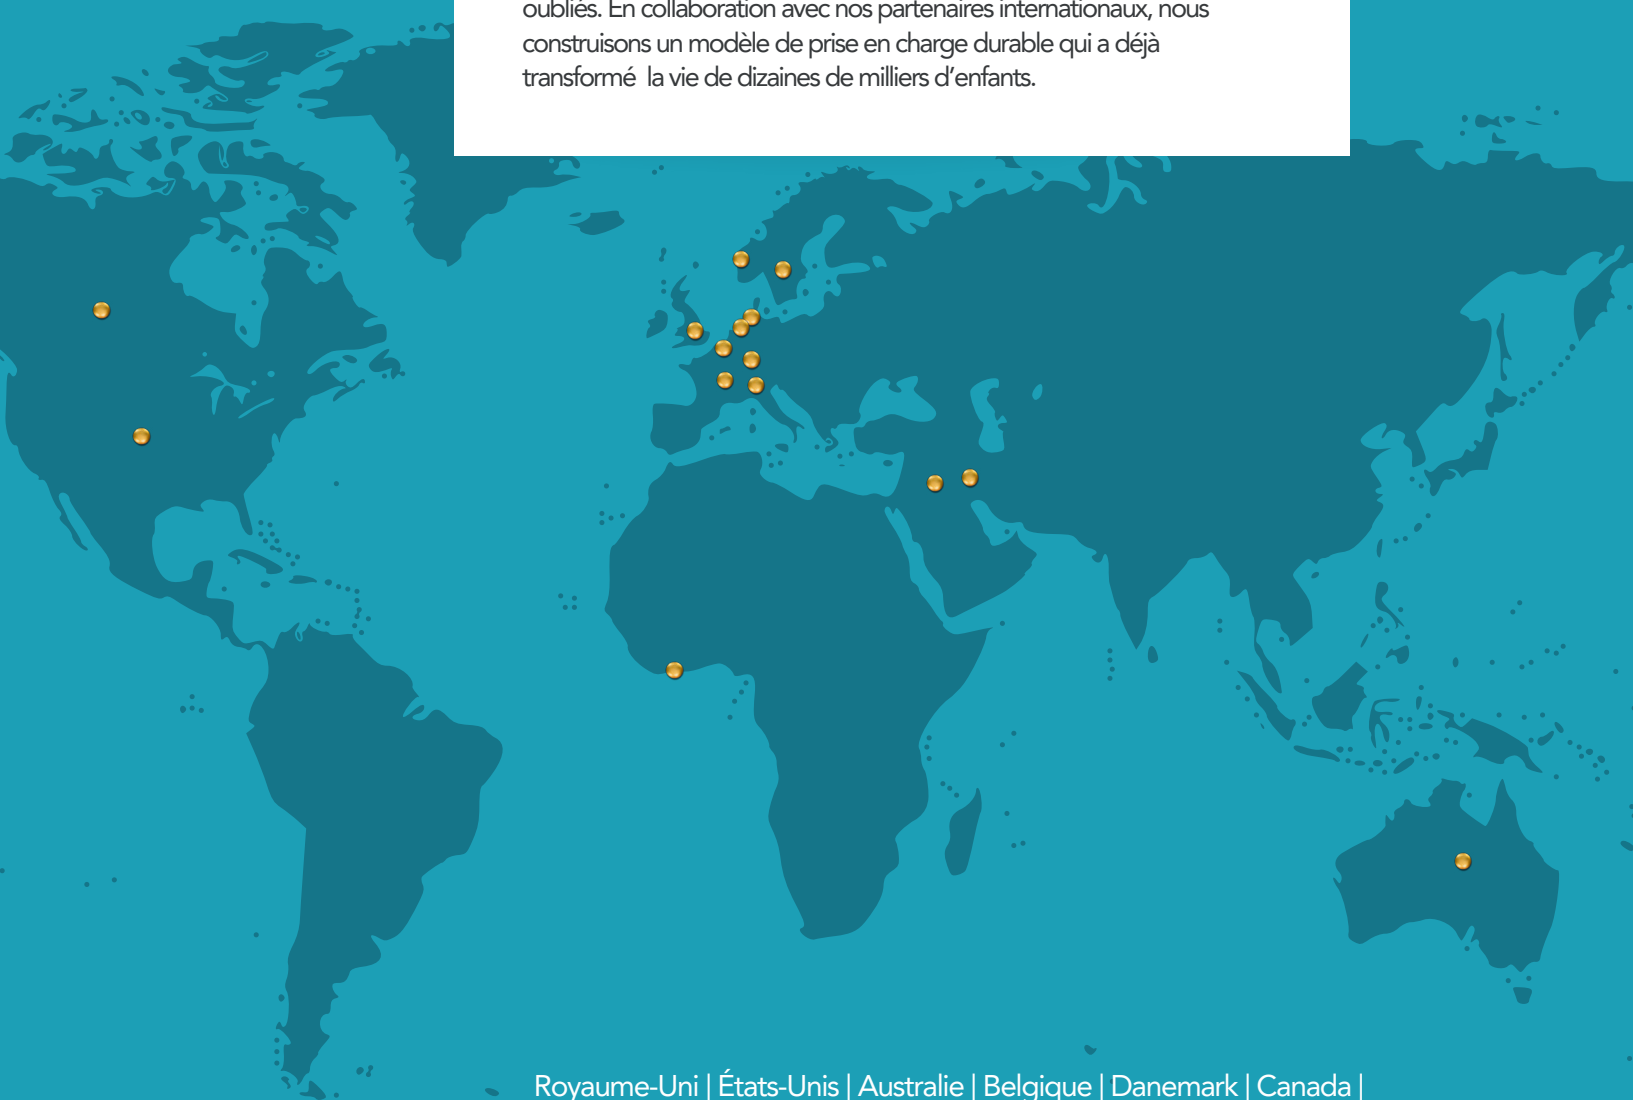 oubliés. En collaboration avec nos partenaires internationaux, nous
construisons un modèle de prise en charge durable qui a déjà
transformé  la vie de dizaines de milliers d’enfants.
Royaume-Uni | États-Unis | Australie | Belgique | Danemark | Canada |